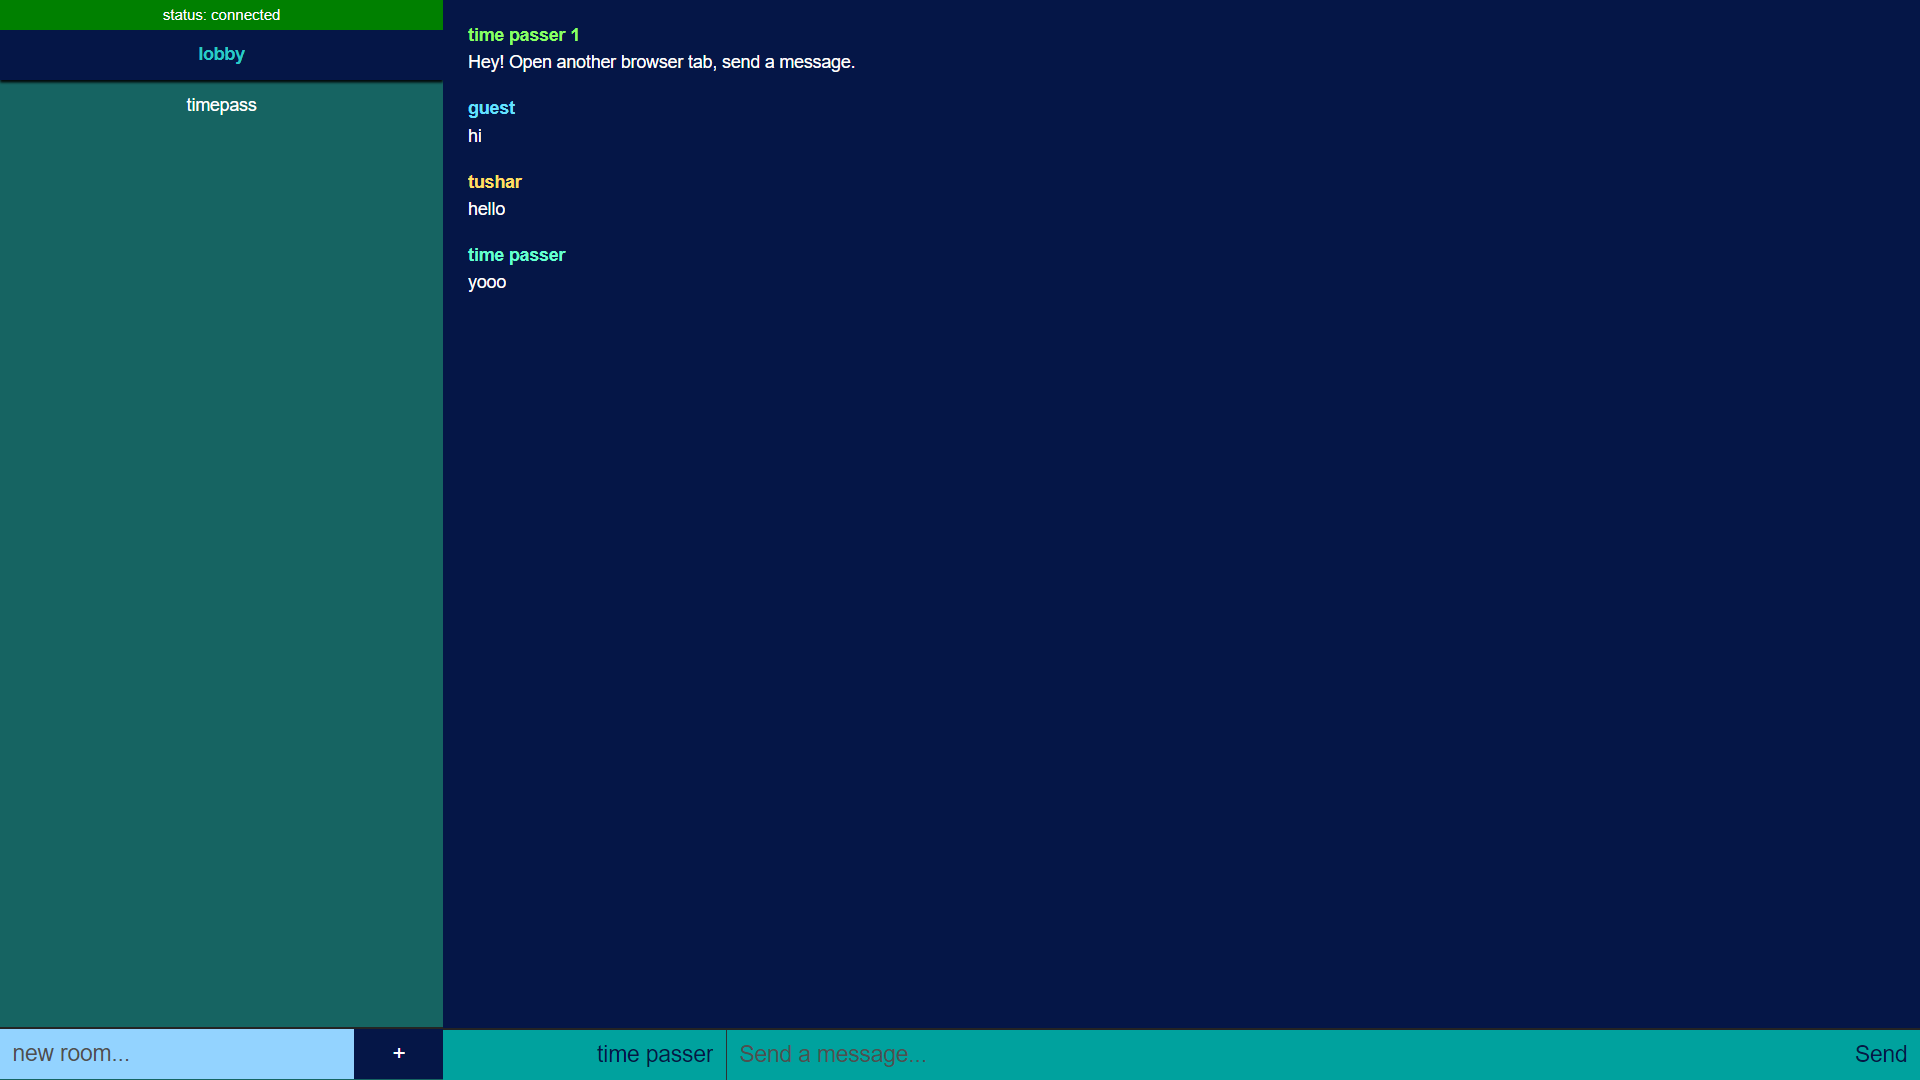 status: connected
lobby
timepass
time passer 1
Hey! Open another browser tab, send a message.
guest
hi
tushar
hello
time passer
yooo
new room...
+
time passer
Send a message...
Send